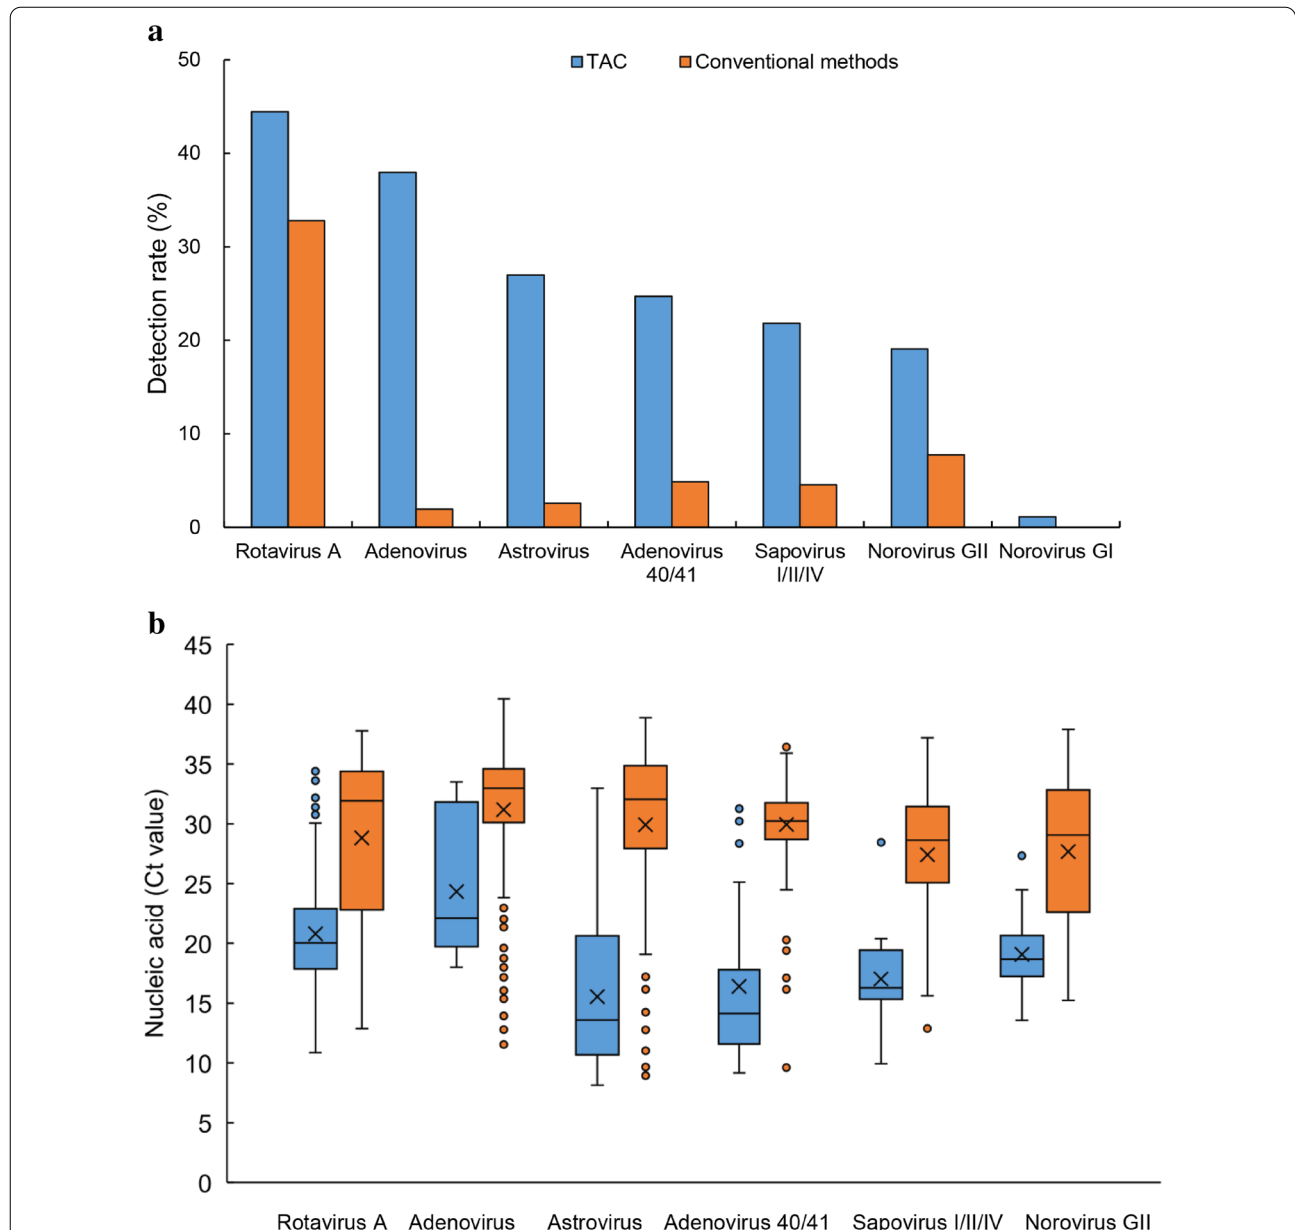 a
50
TAC Conventional methods
40
30
20
10
0
Detection rate (%)
Rotavirus A Adenovirus Astrovirus Adenovirus 40/41 Sapovirus I/II/IV Norovirus GII Norovirus GI
b
45
40
35
30
25
20
15
10
5
0
Nucleic acid (Ct value)
Rotavirus A Adenovirus Astrovirus Adenovirus 40/41 Sapovirus I/II/IV Norovirus GII